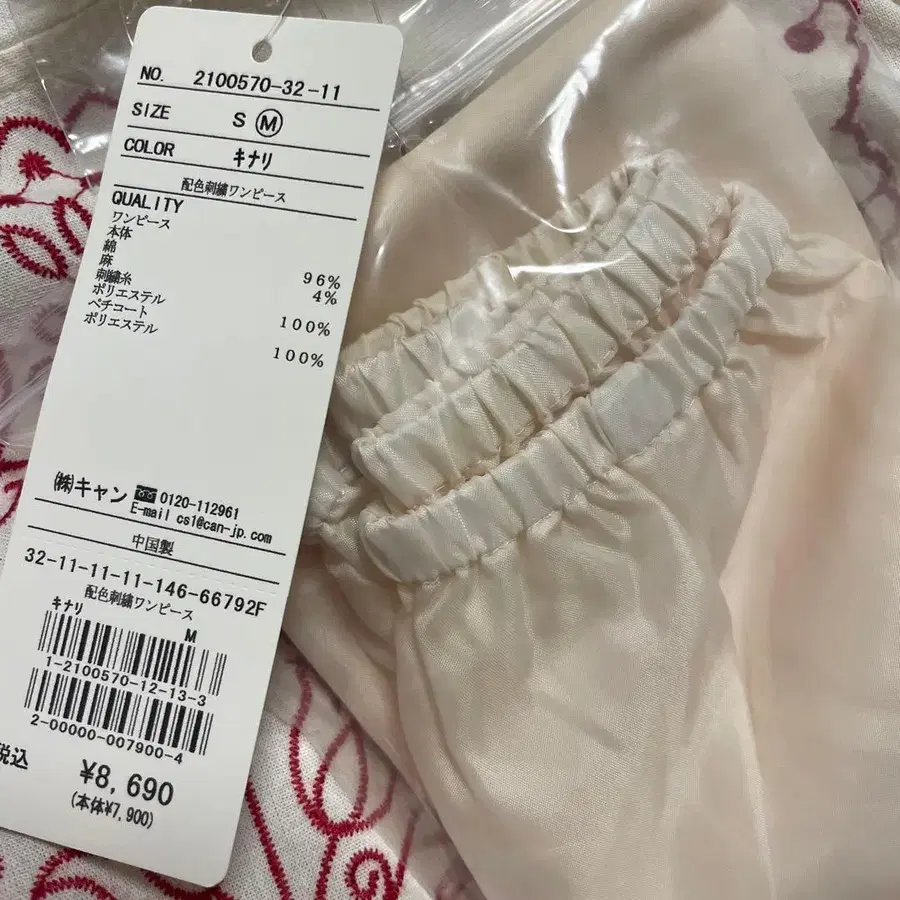 NO. 2100570-32-11
SIZE S Ⓜ
COLOR キナリ
配色刺繍ワンピース
QUALITY
ワンピース
本体
綿 96%
麻 4%
刺繍糸
ポリエステル 100%
ペチコート
ポリエステル 100%
㈱キャン 0120-112961
E-mail cs1@can-jp.com
中国製
32-11-11-11-146-66792F
配色刺繍ワンピース
キナリ M
1-2100570-12-13-3
2-00000-007900-4
税込 ¥8,690
(本体¥7,900)